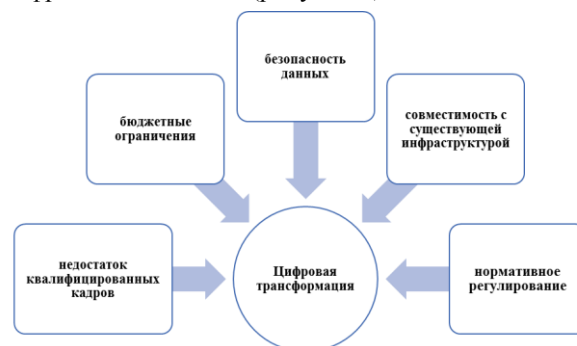 безопасность
данных
бюджетные
ограничения
совместимость с
существующей
инфраструктурой
недостаток
квалифицированных
кадров
Цифровая
трансформация
нормативное
регулирование